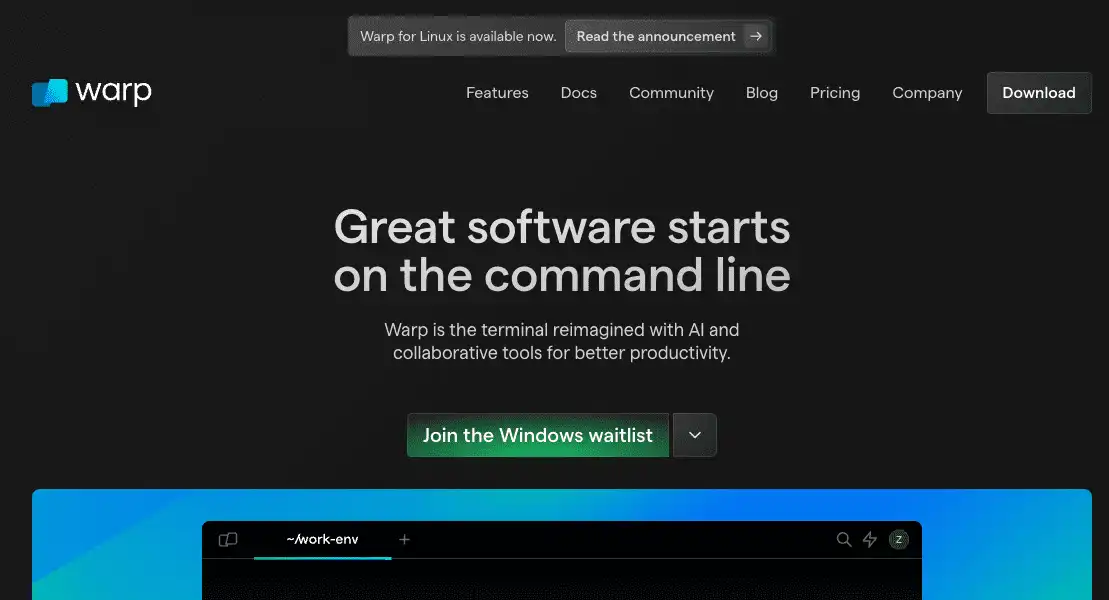 Warp for Linux is available now. Read the announcement →
warp
Features Docs Community Blog Pricing Company Download
Great software starts
on the command line
Warp is the terminal reimagined with AI and
collaborative tools for better productivity.
Join the Windows waitlist
~/work-env +
Z